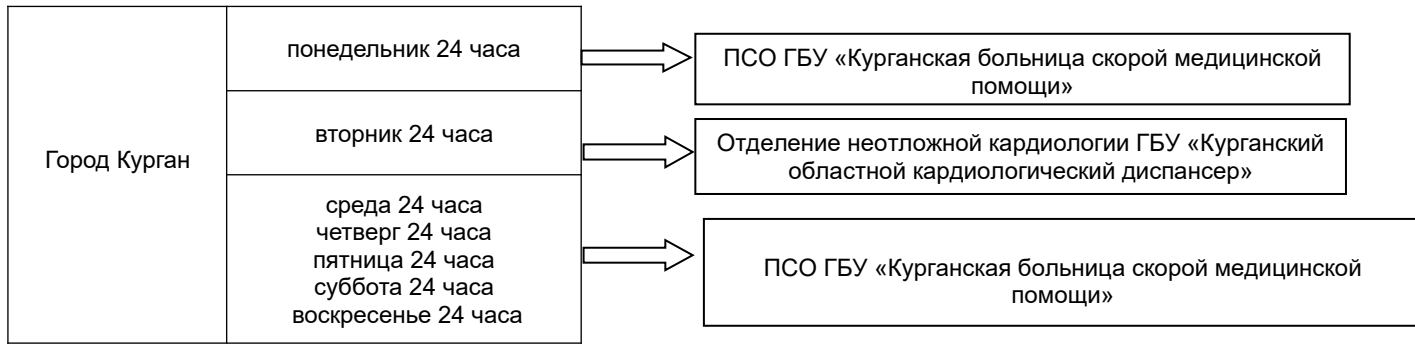 Город Курган
понедельник 24 часа
ПСО ГБУ «Курганская больница скорой медицинской
помощи»
вторник 24 часа
Отделение неотложной кардиологии ГБУ «Курганский
областной кардиологический диспансер»
среда 24 часа
четверг 24 часа
пятница 24 часа
суббота 24 часа
воскресенье 24 часа
ПСО ГБУ «Курганская больница скорой медицинской
помощи»